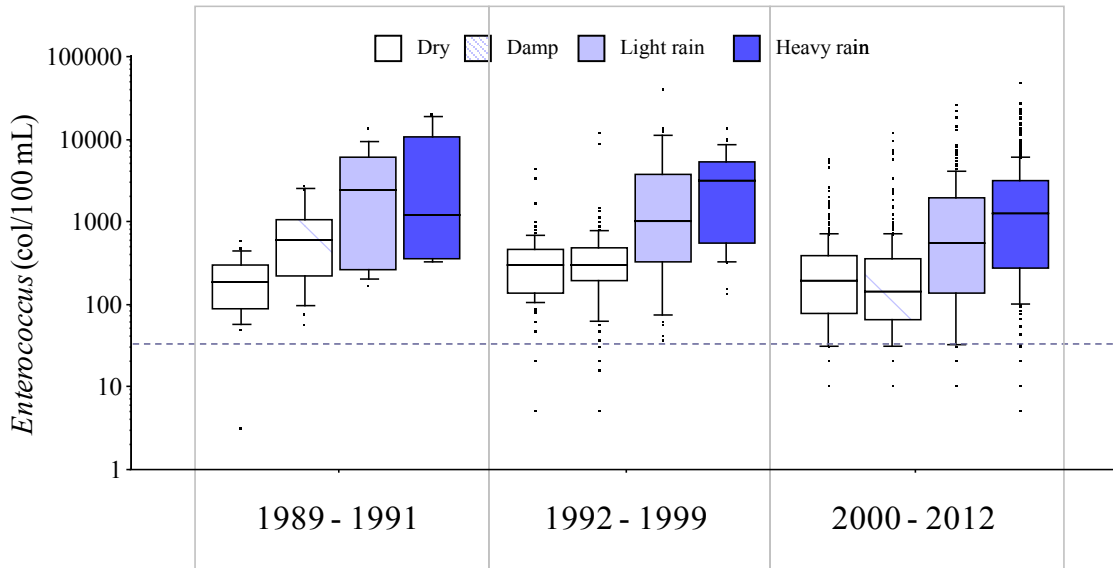 Dry Damp Light rain Heavy rain
Enterococcus (col/100 mL)
100000
10000
1000
100
10
1
1989 - 1991 1992 - 1999 2000 - 2012